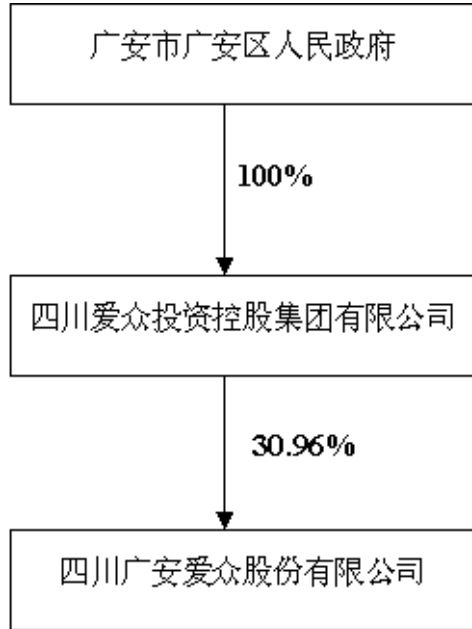 广安市广安区人民政府
100%
四川爱众投资控股集团有限公司
30.96%
四川广安爱众股份有限公司